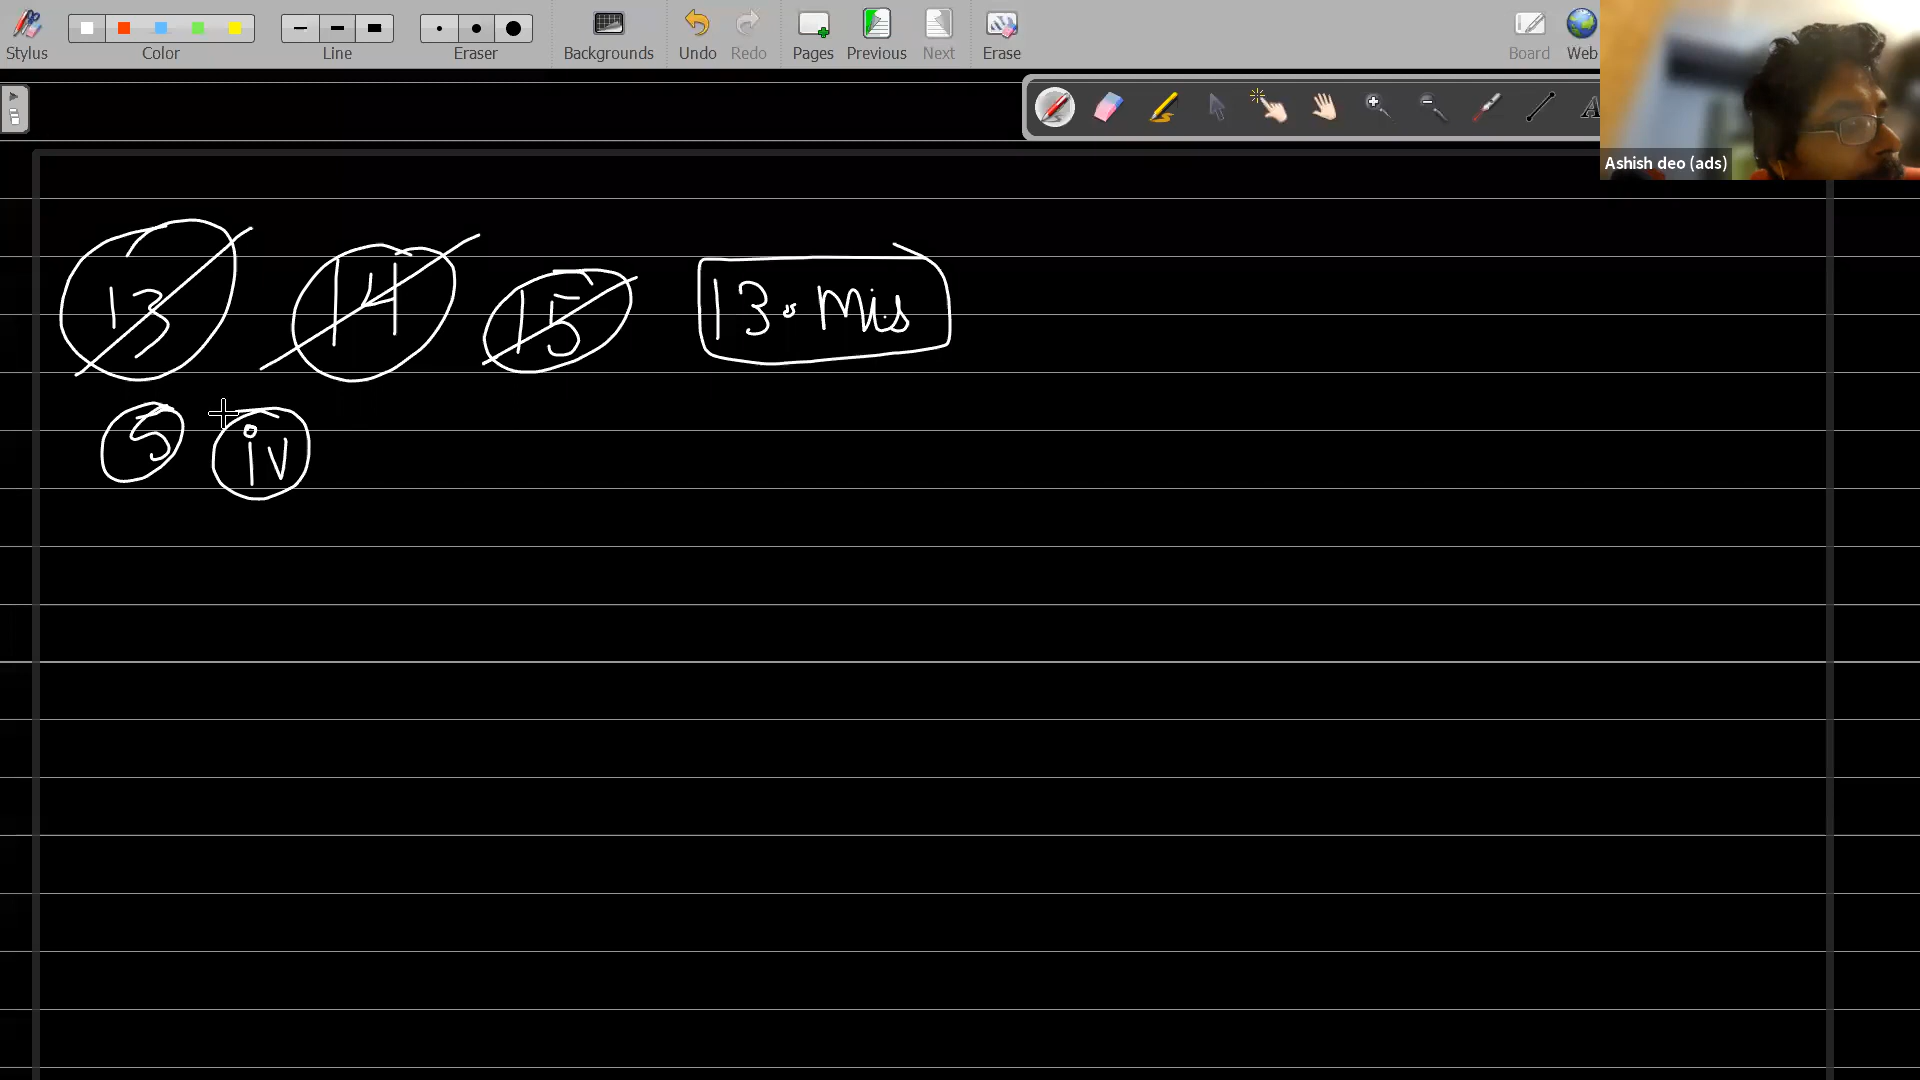 Stylus Color Line Eraser Backgrounds Undo Redo Pages Previous Next Erase Board Web
A
Ashish deo (ads)
13 14 15 13. Mis
5 iv